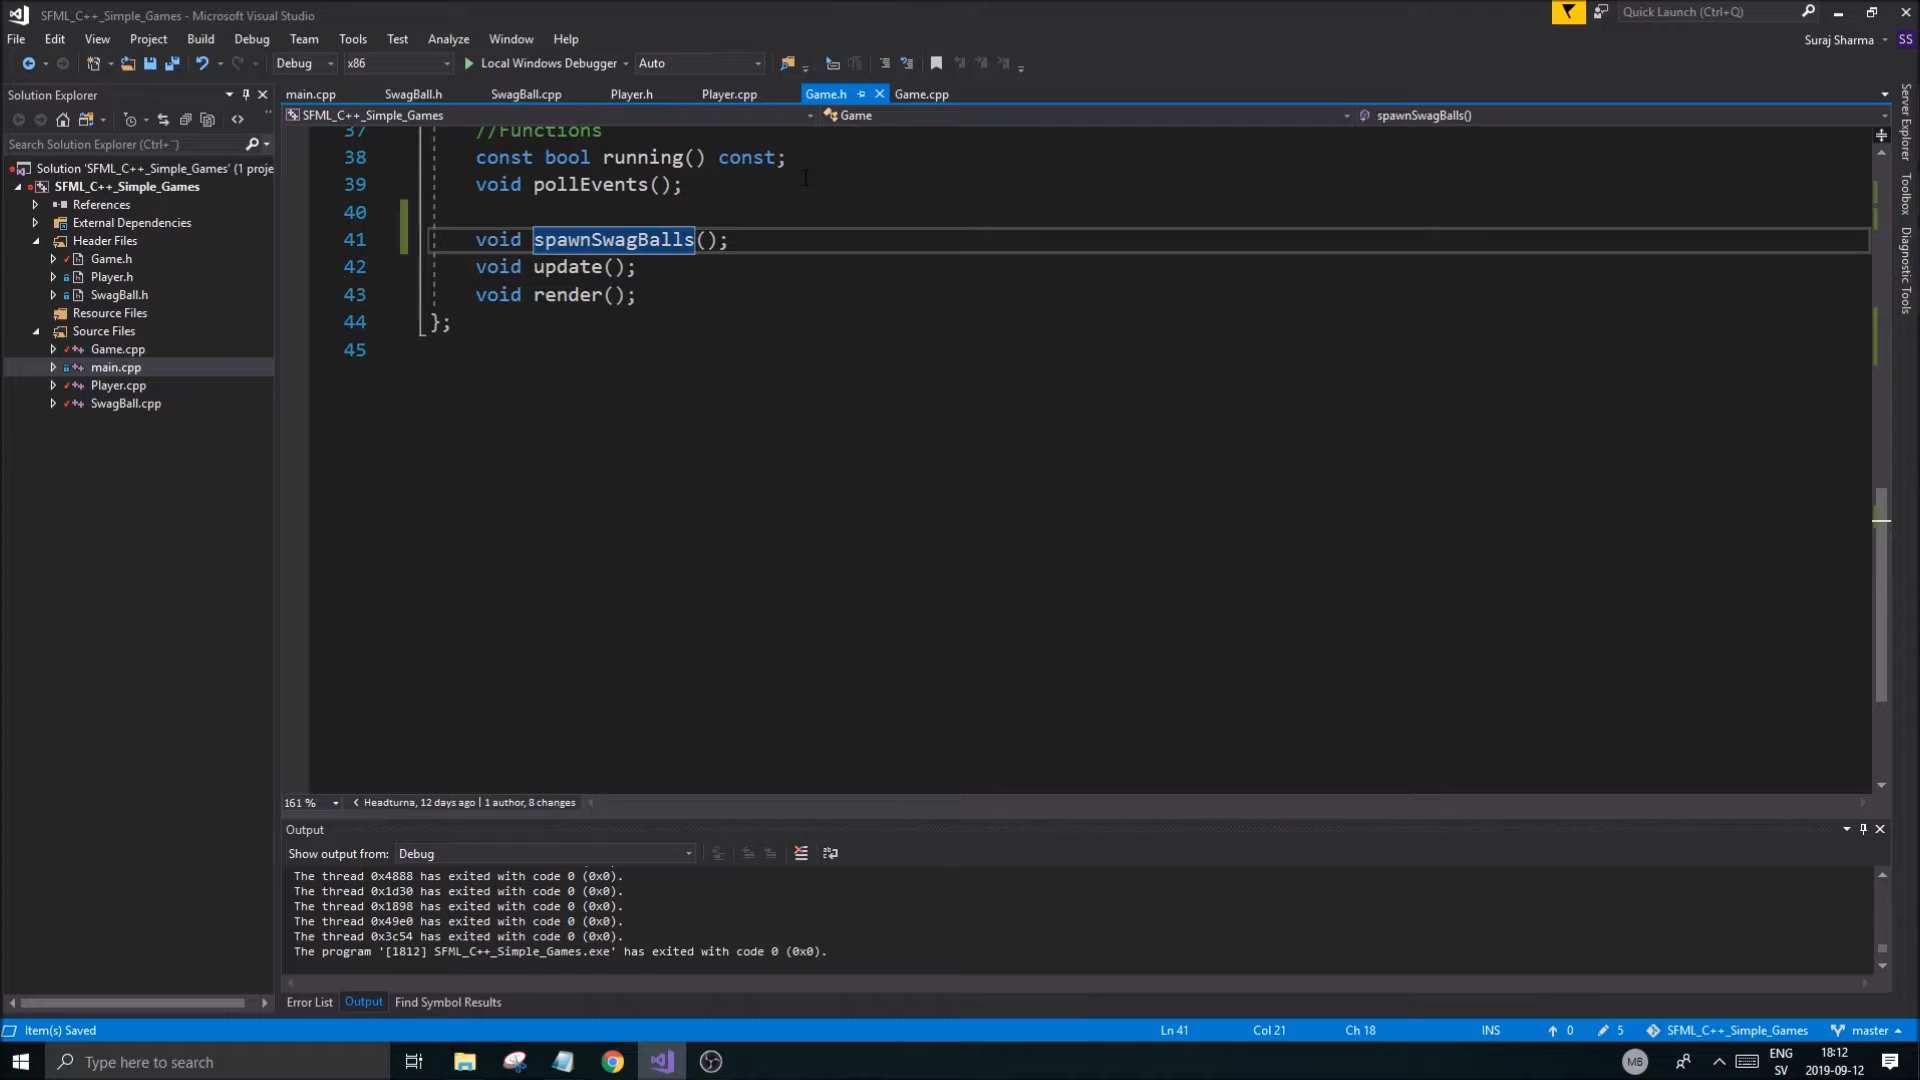 SFML_C++_Simple_Games - Microsoft Visual Studio
Quick Launch (Ctrl+Q)
File Edit View Project Build Debug Team Tools Test Analyze Window Help
Suraj Sharma SS
Debug x86 Local Windows Debugger Auto
Solution Explorer
main.cpp SwagBall.h SwagBall.cpp Player.h Player.cpp Game.h Game.cpp
SFML_C++_Simple_Games Game spawnSwagBalls()
Search Solution Explorer (Ctrl+¨)
Solution 'SFML_C++_Simple_Games' (1 proje
SFML_C++_Simple_Games
References
External Dependencies
Header Files
Game.h
Player.h
SwagBall.h
Resource Files
Source Files
Game.cpp
main.cpp
Player.cpp
SwagBall.cpp
37 //Functions
38 const bool running() const;
39 void pollEvents();
40
41 void spawnSwagBalls();
42 void update();
43 void render();
44 };
45
Server Explorer
Toolbox
Diagnostic Tools
161 % Headturna, 12 days ago | 1 author, 8 changes
Output
Show output from: Debug
The thread 0x4888 has exited with code 0 (0x0).
The thread 0x1d30 has exited with code 0 (0x0).
The thread 0x1898 has exited with code 0 (0x0).
The thread 0x49e0 has exited with code 0 (0x0).
The thread 0x3c54 has exited with code 0 (0x0).
The program '[1812] SFML_C++_Simple_Games.exe' has exited with code 0 (0x0).
Error List Output Find Symbol Results
Item(s) Saved Ln 41 Col 21 Ch 18 INS 0 5 SFML_C++_Simple_Games master
Type here to search
MB
ENG
SV
18:12
2019-09-12